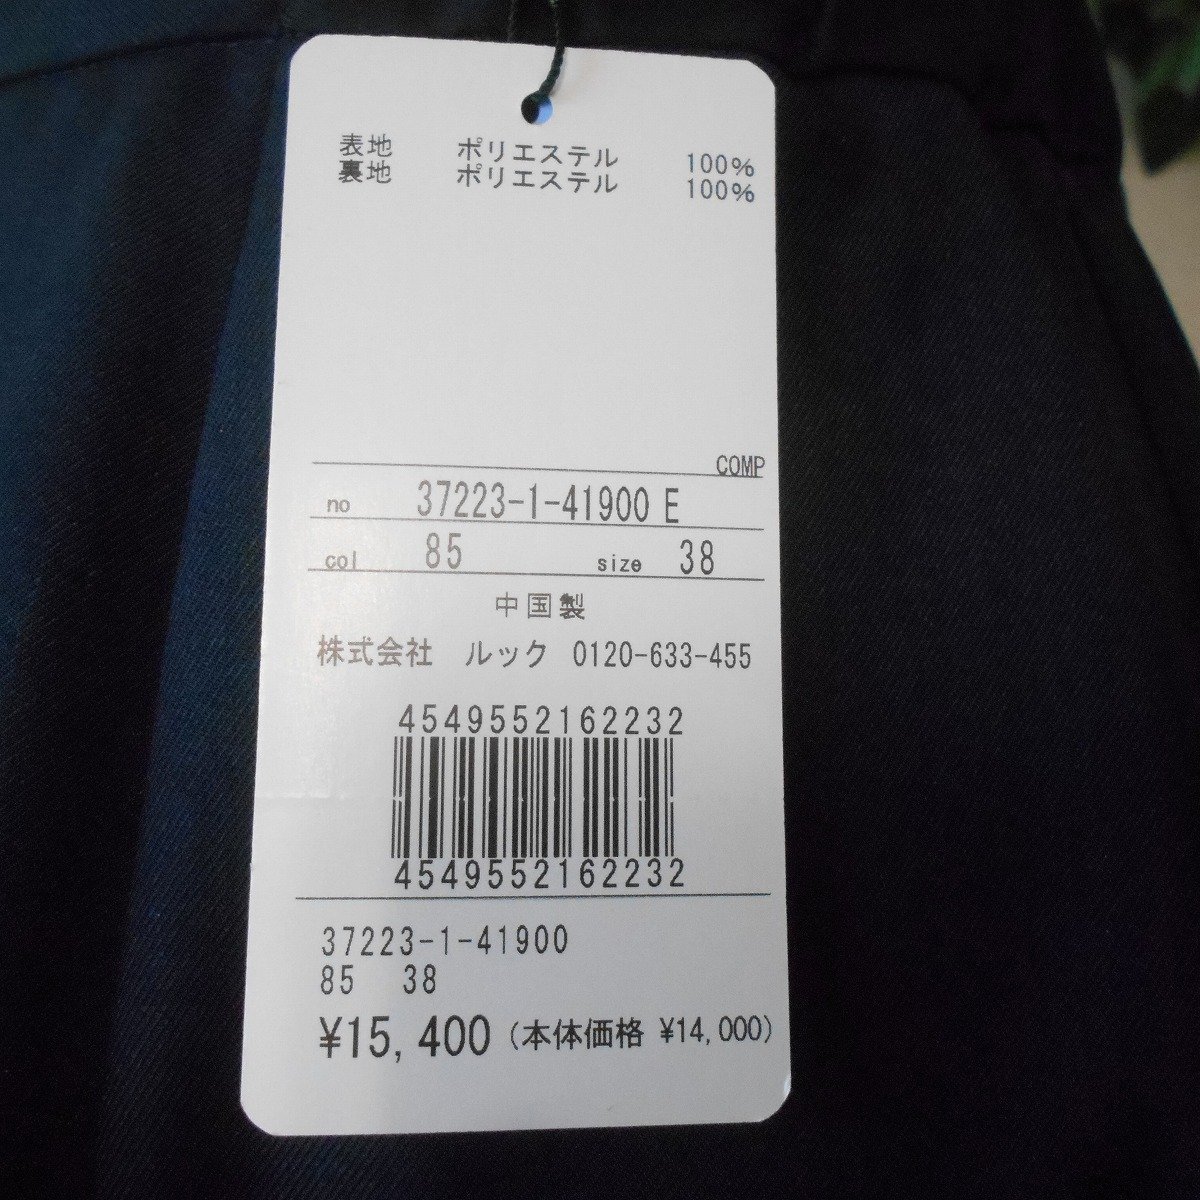 表地 ポリエステル 100%
裏地 ポリエステル 100%
COMP
no 37223-1-41900 E
col 85 size 38
中国製
株式会社 ルック 0120-633-455
4549552162232
4549552162232
37223-1-41900
85 38
¥15,400 (本体価格 ¥14,000)